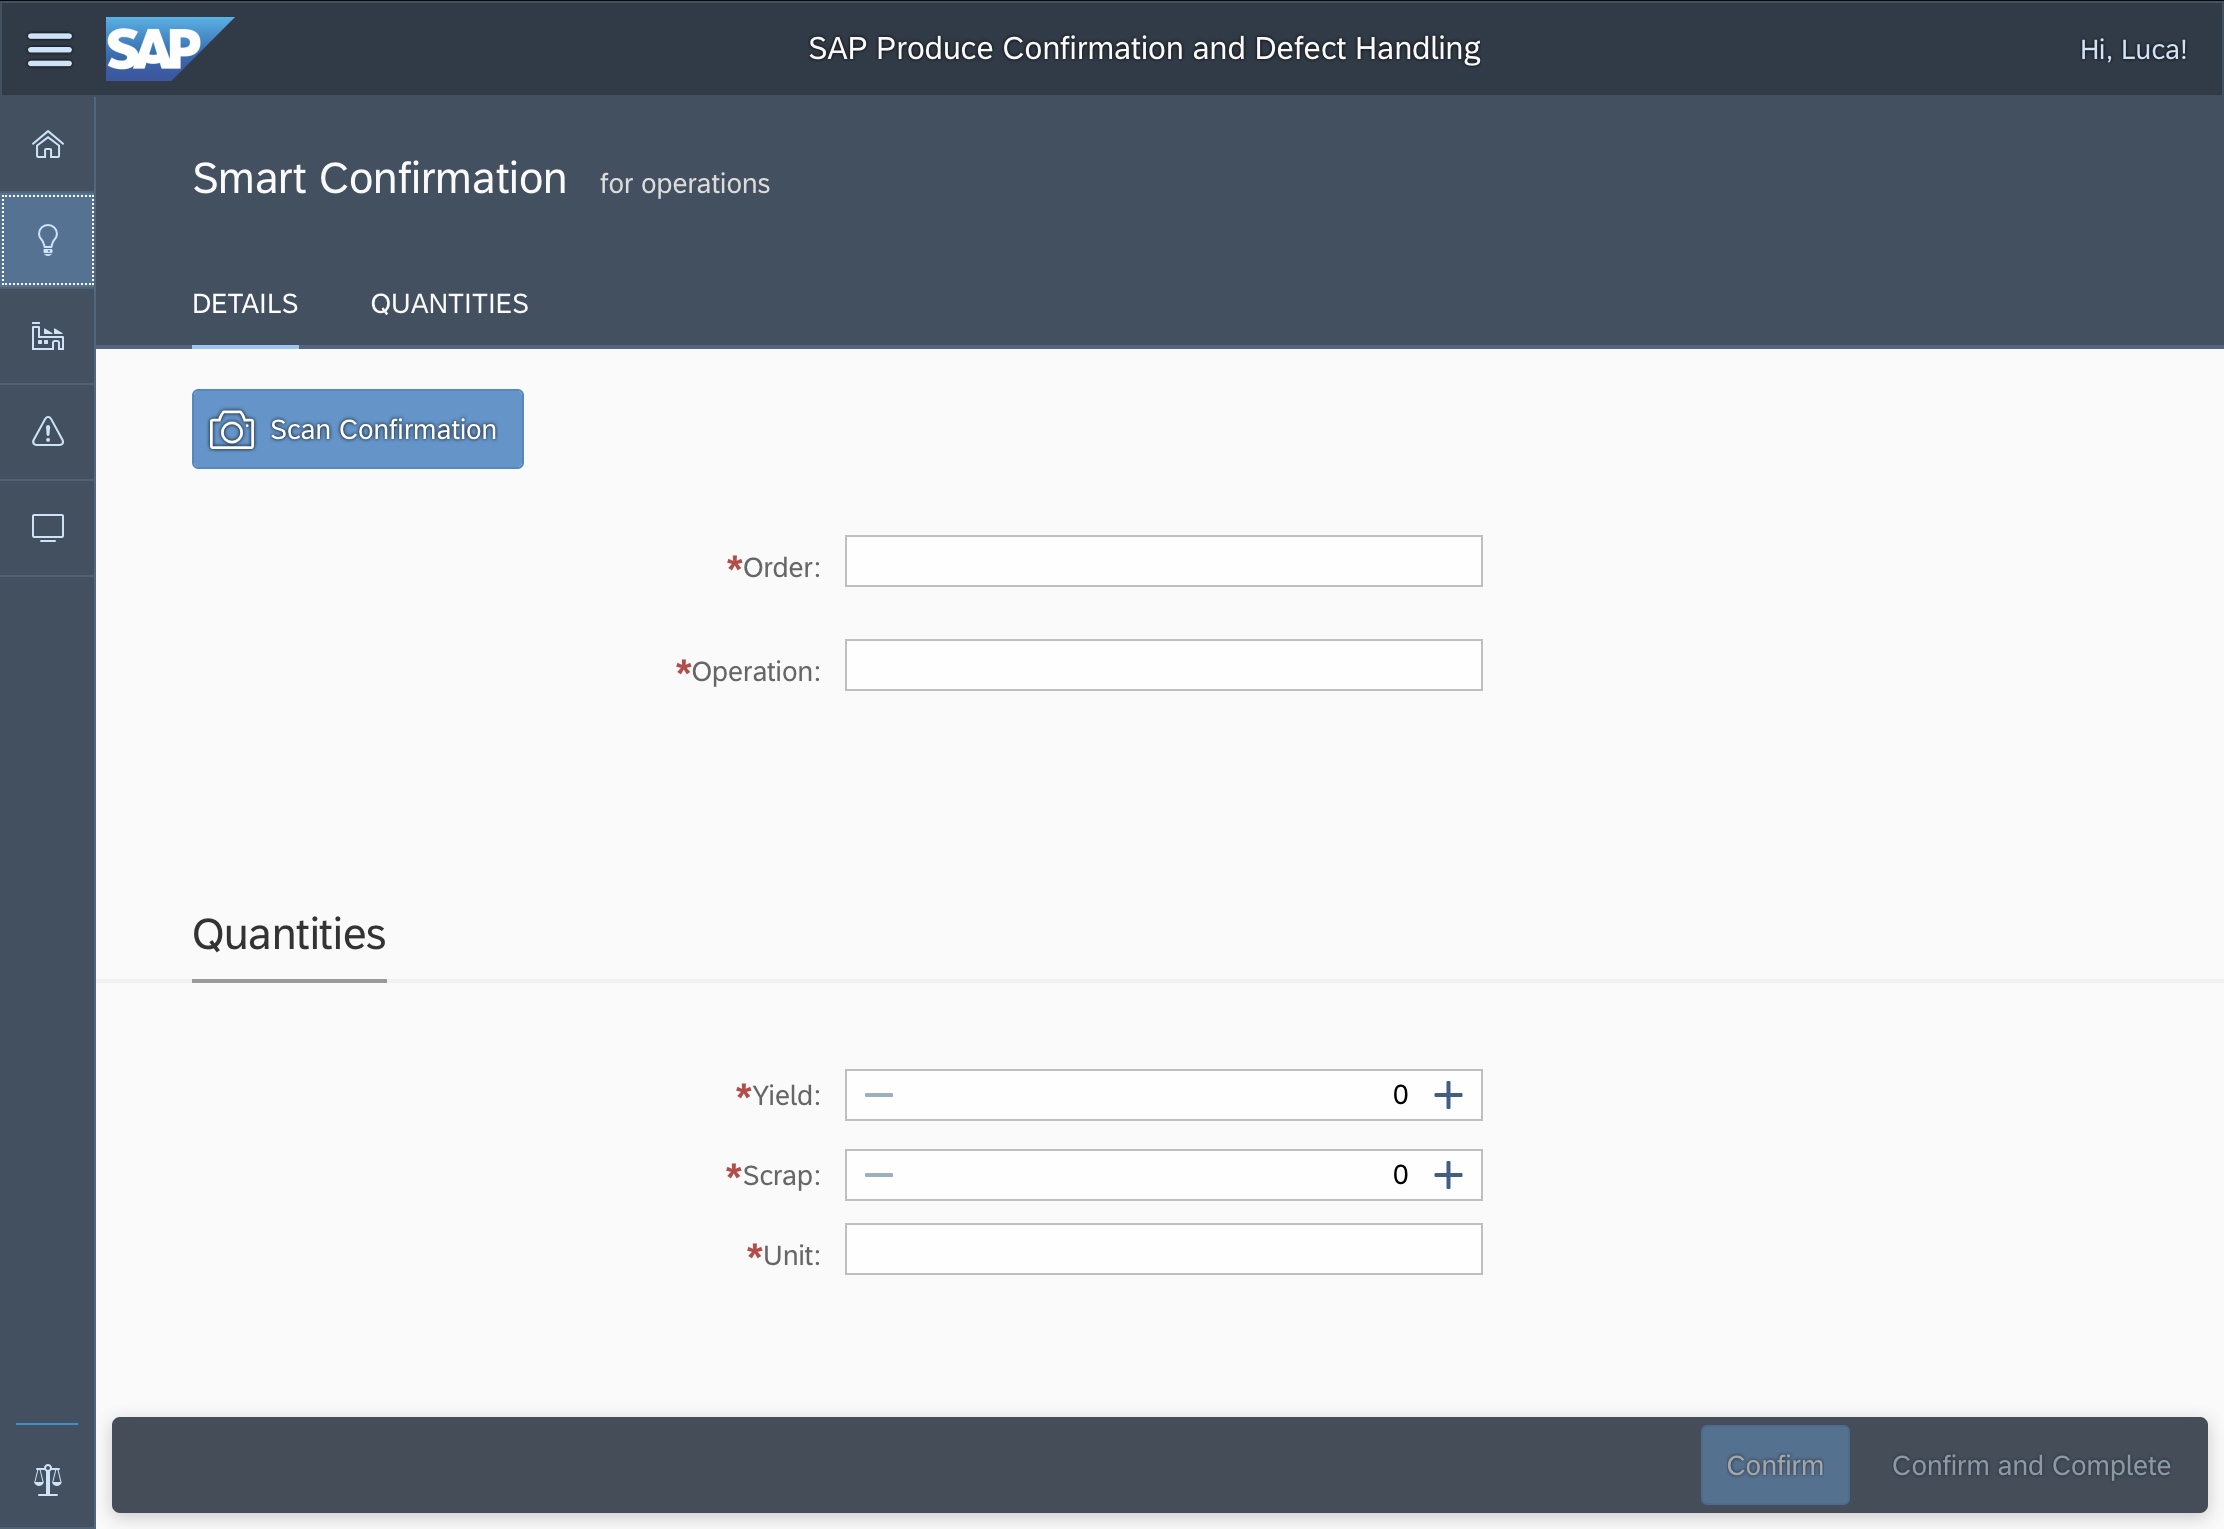 SAP
SAP Produce Confirmation and Defect Handling
Hi, Luca!
Smart Confirmation for operations
DETAILS QUANTITIES
Scan Confirmation
*Order:
*Operation:
Quantities
*Yield: 0
*Scrap: 0
*Unit:
Confirm Confirm and Complete